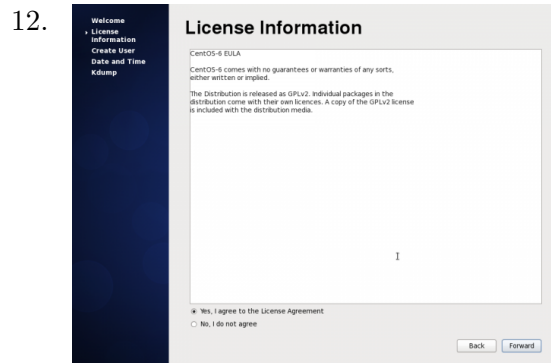 12.
Welcome
License
Information
Create User
Date and Time
Kdump
License Information
CentOS-6 EULA
CentOS-6 comes with no guarantees or warranties of any sorts,
either written or implied.
The Distribution is released as GPLv2. Individual packages in the
distribution come with their own licences. A copy of the GPLv2 license
is included with the distribution media.
Yes, I agree to the License Agreement
No, I do not agree
Back
Forward